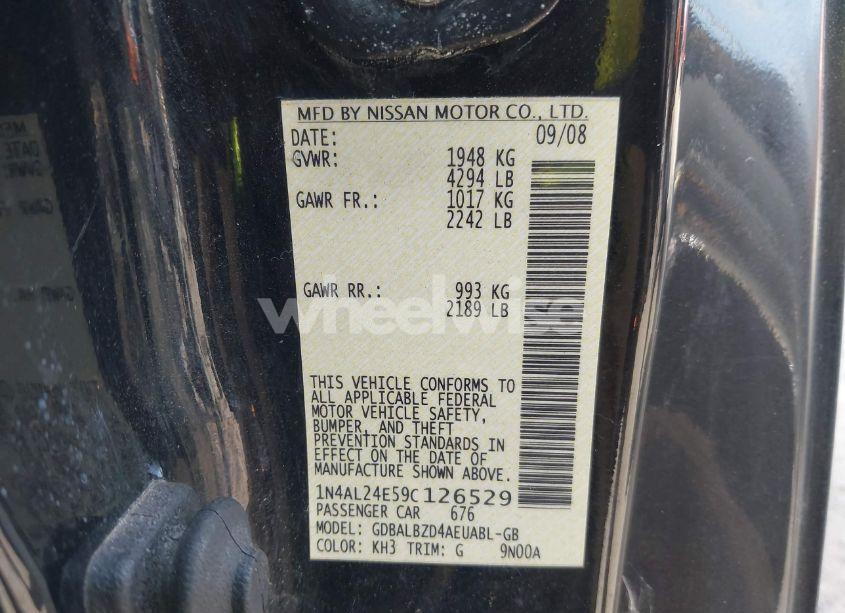 MFD BY NISSAN MOTOR CO., LTD.
DATE: 09/08
GVWR: 1948 KG
4294 LB
GAWR FR.: 1017 KG
2242 LB
GAWR RR.: 993 KG
2189 LB
wheelwise
THIS VEHICLE CONFORMS TO
ALL APPLICABLE FEDERAL
MOTOR VEHICLE SAFETY,
BUMPER, AND THEFT
PREVENTION STANDARDS IN
EFFECT ON THE DATE OF
MANUFACTURE SHOWN ABOVE.
1N4AL24E59C126529
PASSENGER CAR 676
MODEL: GDBALBZD4AEUABL-GB
COLOR: KH3 TRIM: G 9N00A